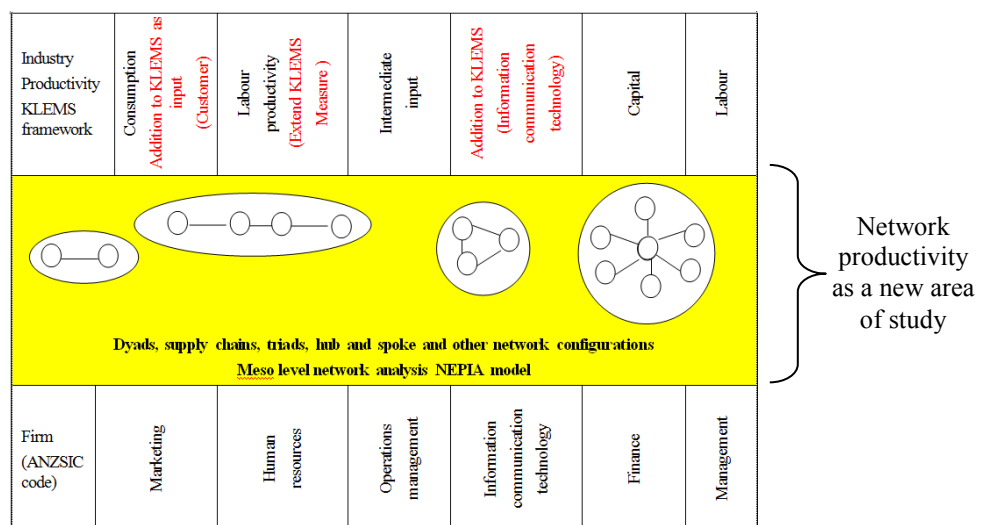 Industry
Productivity
KLEMS
framework
Consumption
Addition to KLEMS as
input
(Customer)
Labour
productivity
(Extend KLEMS
Measure )
Intermediate
input
Addition to KLEMS
(Information
communication
technology)
Capital
Labour
Dyads, supply chains, triads, hub and spoke and other network configurations
Meso level network analysis NEPIA model
Network
productivity
as a new area
of study
Firm
(ANZSIC
code)
Marketing
Human
resources
Operations
management
Information
communication
technology
Finance
Management